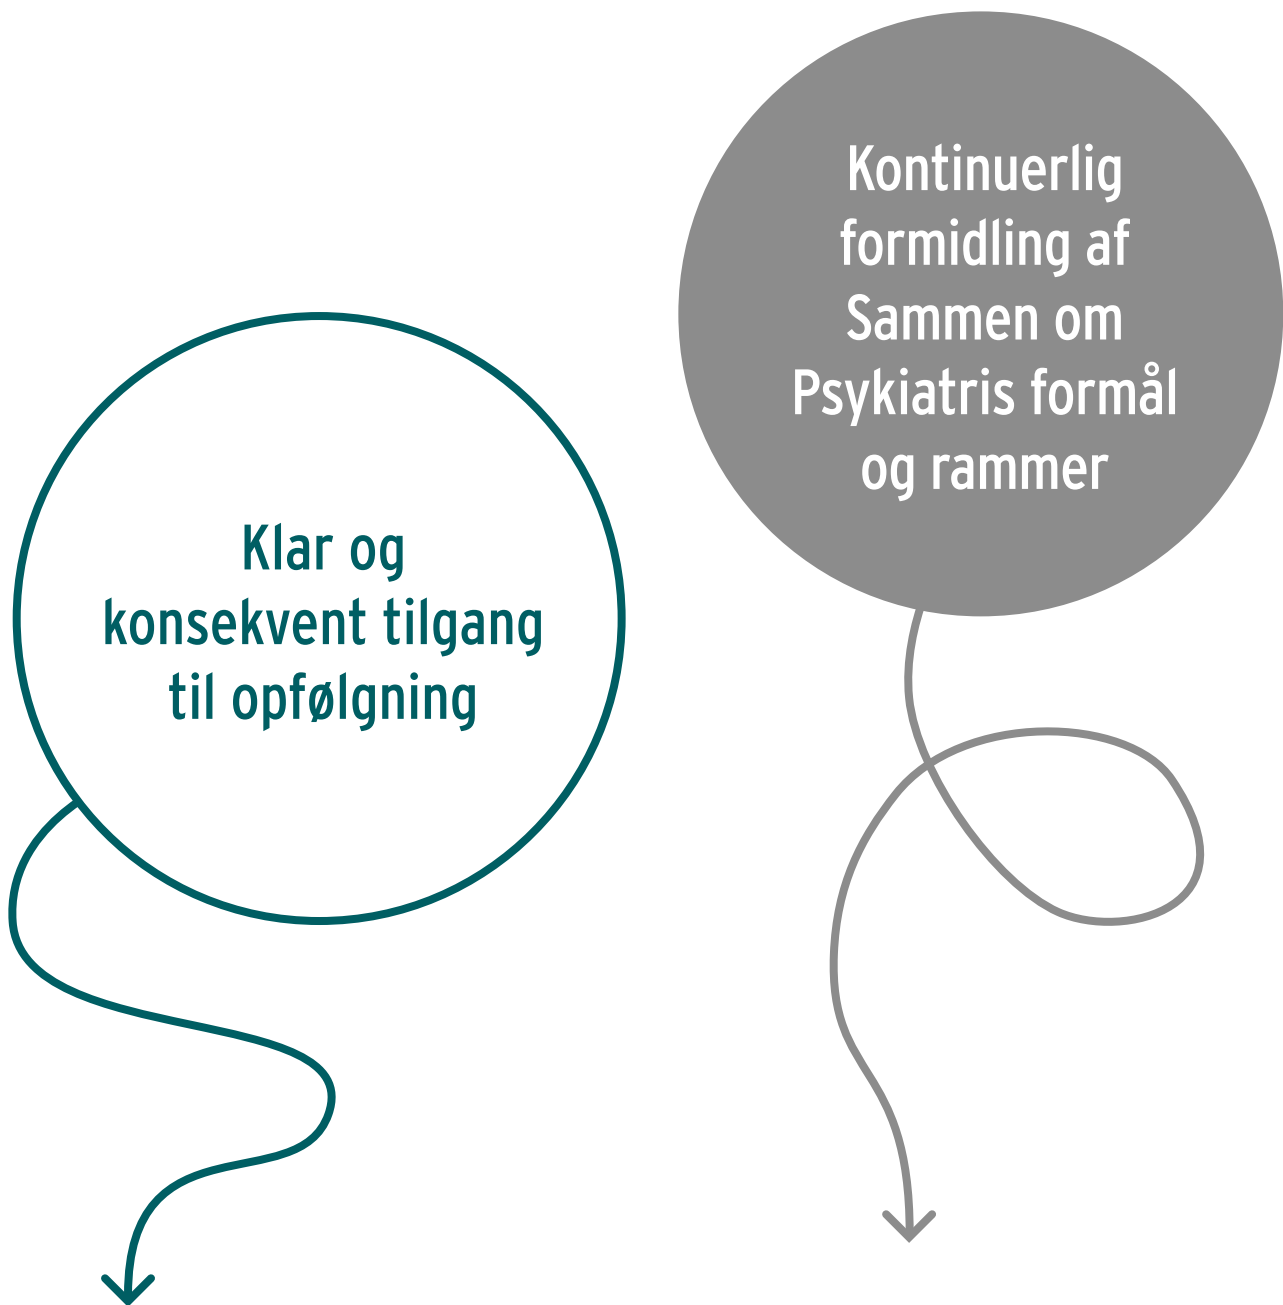 Klar og
konsekvent tilgang
til opfølgning
Kontinuerlig
formidling af
Sammen om
Psykiatris formål
og rammer